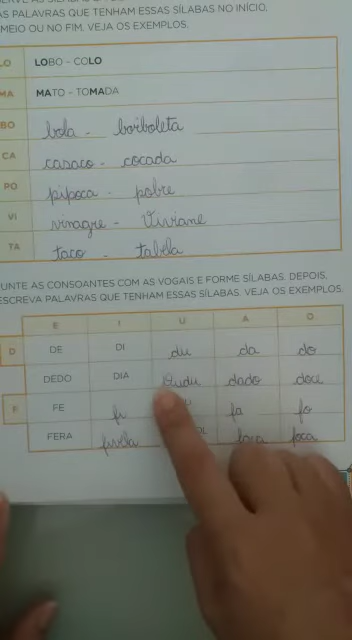 AS PALAVRAS QUE TENHAM ESSAS SÍLABAS NO INÍCIO,
MEIO OU NO FIM. VEJA OS EXEMPLOS.
LO LOBO - COLO
MA MATO - TOMADA
BO bola - borboleta
CA casaco - cocada
PO pipoca - pobre
VI vinagre - Viviane
TA taco - tabela
UNTE AS CONSOANTES COM AS VOGAIS E FORME SÍLABAS. DEPOIS,
ESCREVA PALAVRAS QUE TENHAM ESSAS SÍLABAS. VEJA OS EXEMPLOS.
E I U A O
D DE DI du da do
DEDO DIA Dudu dado doce
F FE fi U fa fo
FERA fivela OL faca foca